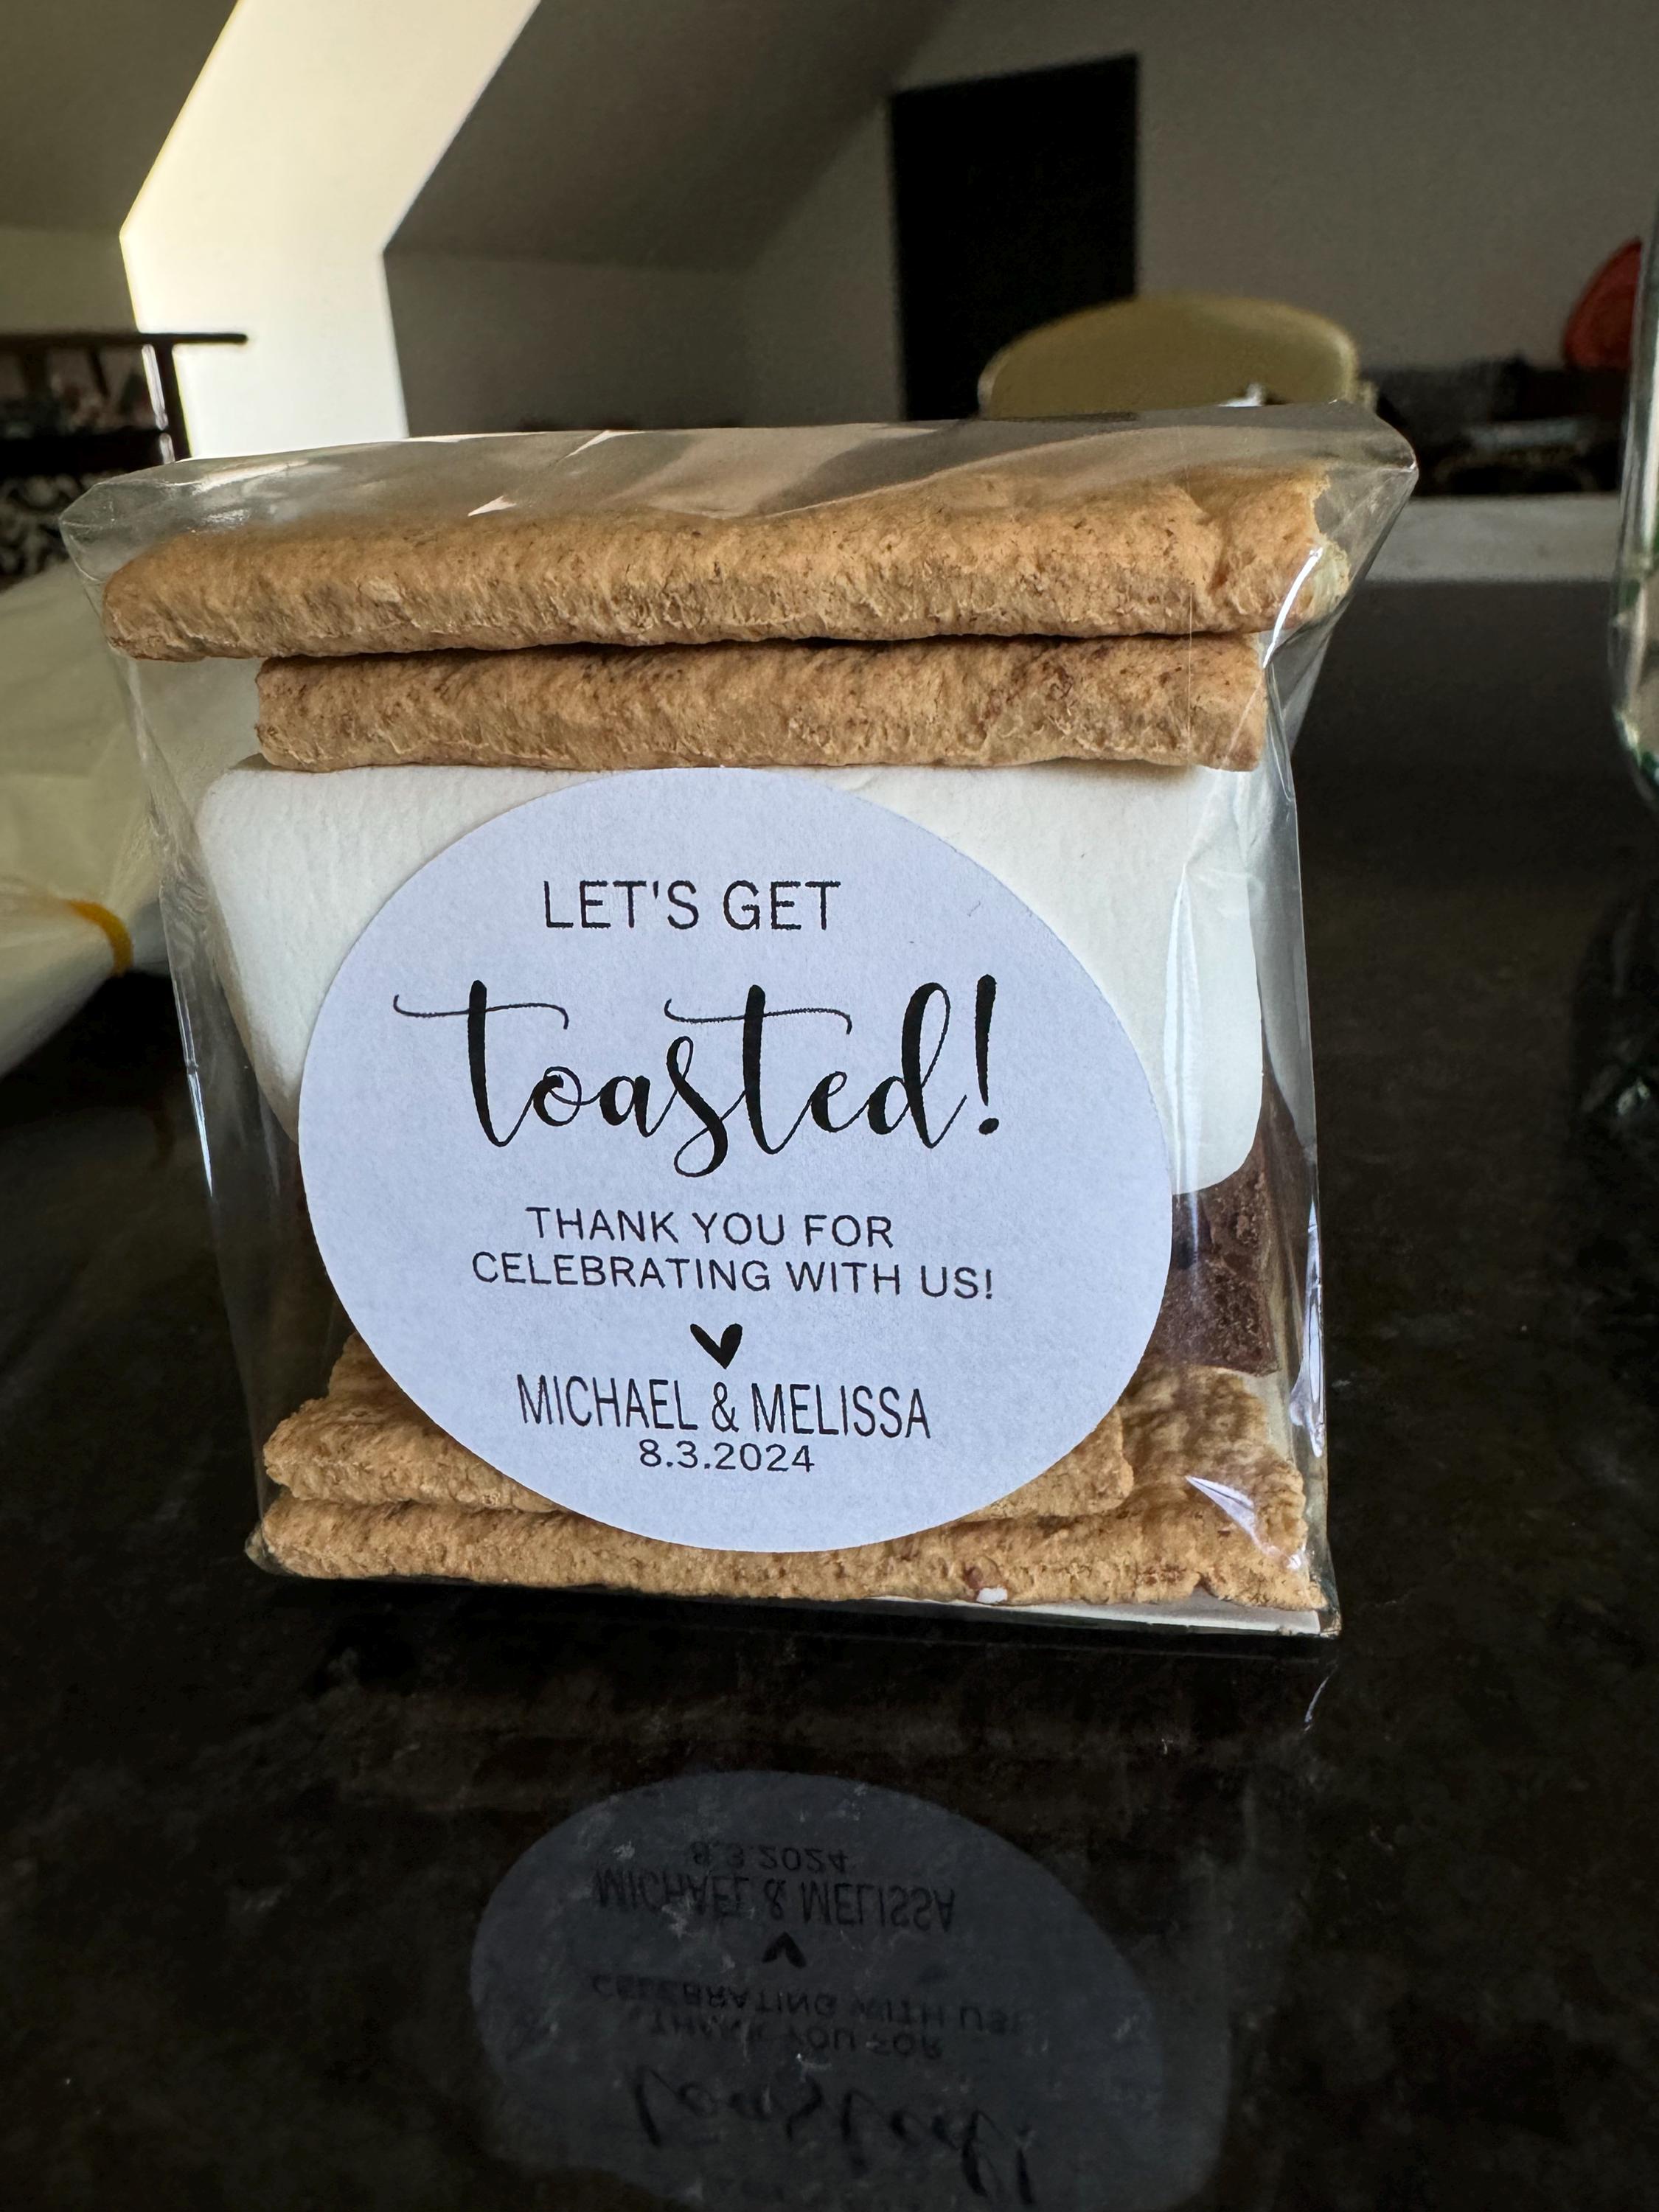 LET'S GET
toasted!
THANK YOU FOR
CELEBRATING WITH US!
MICHAEL & MELISSA
8.3.2024